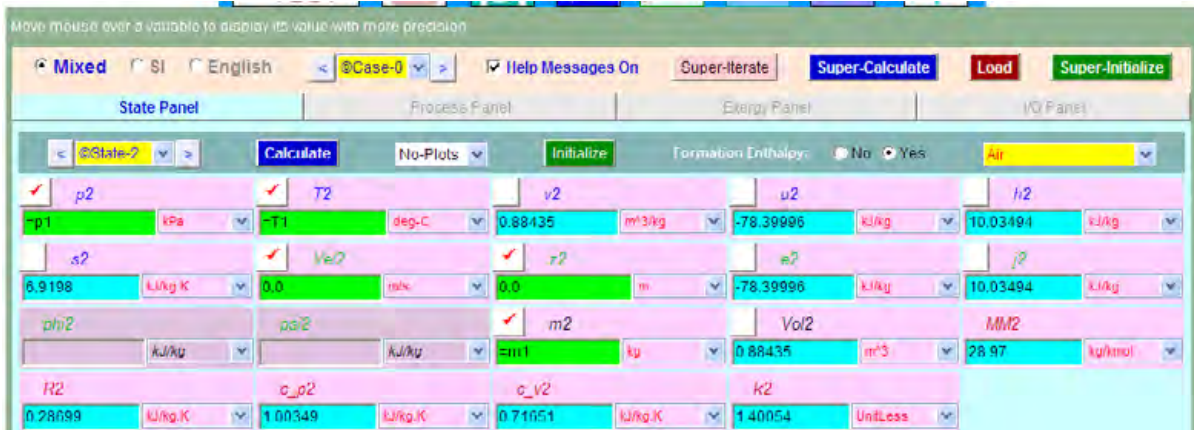 Move mouse over a variable to display its value with more precision.
Mixed SI English < ©Case-0 > Help Messages On Super-Iterate Super-Calculate Load Super-Initialize
State Panel Process Panel Exergy Panel I/O Panel
< ©State-2 > Calculate No-Plots Initialize Formation Enthalpy: No Yes Air
p2 T2 v2 u2 h2
=p1 kPa =T1 deg-C 0.88435 m^3/kg -78.39996 kJ/kg 10.03494 kJ/kg
s2 Vel2 z2 e2 j2
6.9198 kJ/kg.K 0.0 m/s 0.0 m -78.39996 kJ/kg 10.03494 kJ/kg
phi2 psi2 m2 Vol2 MM2
kJ/kg kJ/kg =m1 kg 0.88435 m^3 28.97 kg/kmol
R2 c_p2 c_v2 k2
0.28699 kJ/kg.K 1.00349 kJ/kg.K 0.71651 kJ/kg.K 1.40054 UnitLess